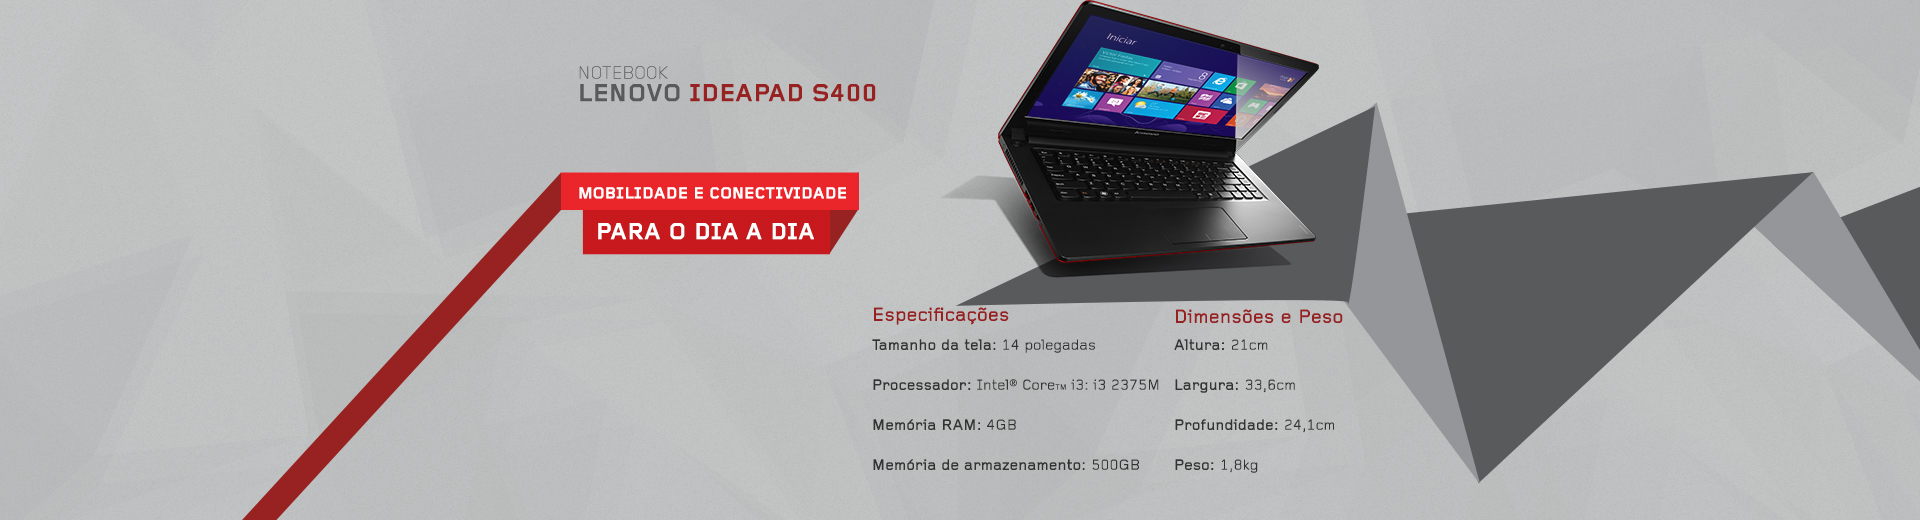 NOTEBOOK
LENOVO IDEAPAD S400
MOBILIDADE E CONECTIVIDADE
PARA O DIA A DIA
Iniciar
Especificações
Tamanho da tela: 14 polegadas
Processador: Intel® Core™ i3: i3 2375M
Memória RAM: 4GB
Memória de armazenamento: 500GB
Dimensões e Peso
Altura: 21cm
Largura: 33,6cm
Profundidade: 24,1cm
Peso: 1,8kg